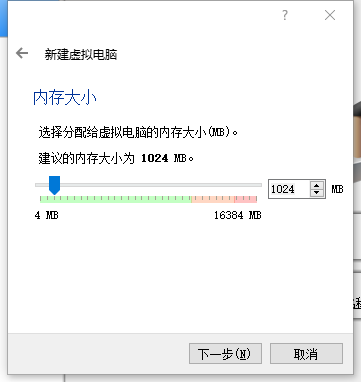 ?
新建虚拟电脑
内存大小
选择分配给虚拟电脑的内存大小(MB)。
建议的内存大小为 1024 MB。
1024 MB
4 MB 16384 MB
下一步(N) 取消